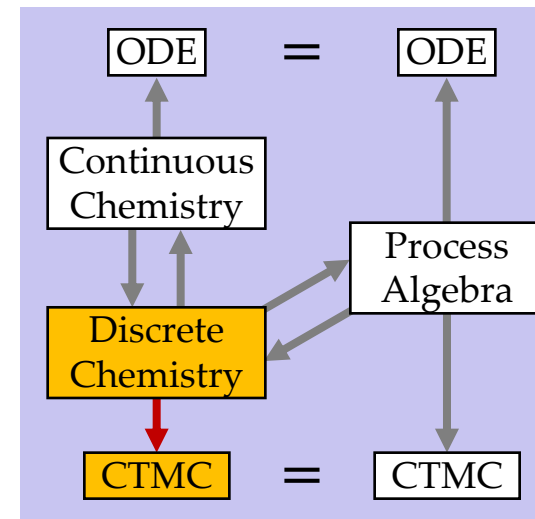 ODE = ODE
Continuous
Chemistry
Process
Algebra
Discrete
Chemistry
CTMC = CTMC